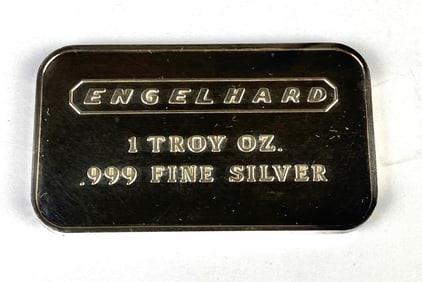 ENGELHARD
1 TROY OZ.
.999 FINE SILVER